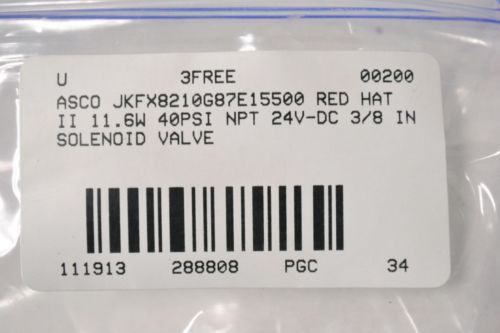 U 3FREE 00200
ASCO JKFX8210G87E15500 RED HAT
II 11.6W 40PSI NPT 24V-DC 3/8 IN
SOLENOID VALVE
111913 288808 PGC 34